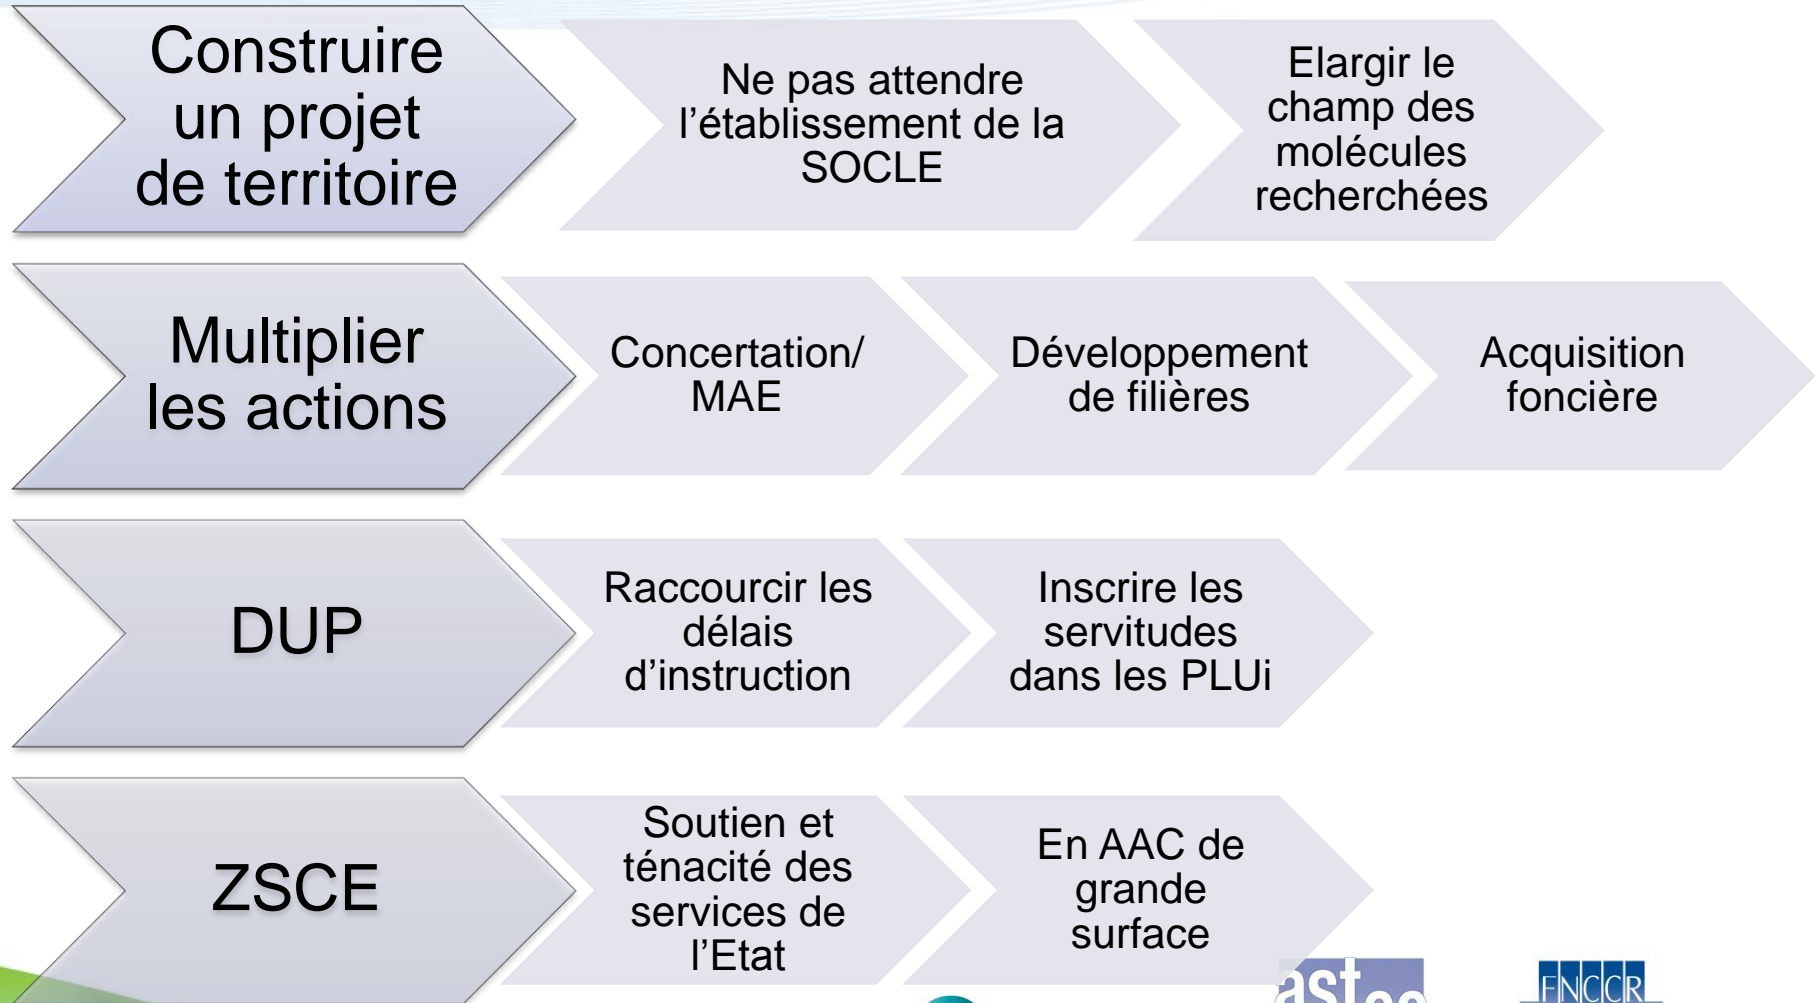 Construire
un projet
de territoire
Ne pas attendre
l’établissement de la
SOCLE
Elargir le
champ des
molécules
recherchées
Multiplier
les actions
Concertation/
MAE
Développement
de filières
Acquisition
foncière
DUP
Raccourcir les
délais
d’instruction
Inscrire les
servitudes
dans les PLUi
ZSCE
Soutien et
ténacité des
services de
l’Etat
En AAC de
grande
surface
FNCCR